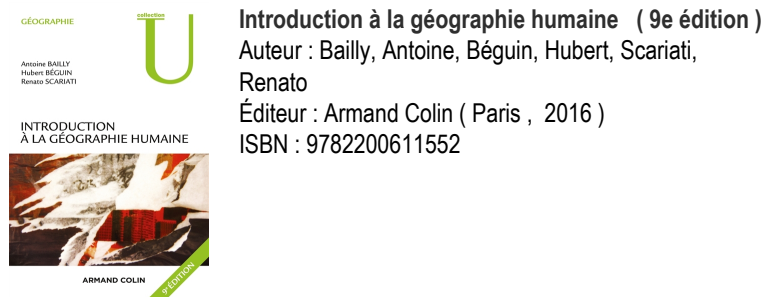 GÉOGRAPHIE
collection
U
Antoine BAILLY
Hubert BÉGUIN
Renato SCARIATI
INTRODUCTION
À LA GÉOGRAPHIE HUMAINE
ARMAND COLIN
9e ÉDITION
Introduction à la géographie humaine ( 9e édition )
Auteur : Bailly, Antoine, Béguin, Hubert, Scariati,
Renato
Éditeur : Armand Colin ( Paris , 2016 )
ISBN : 9782200611552